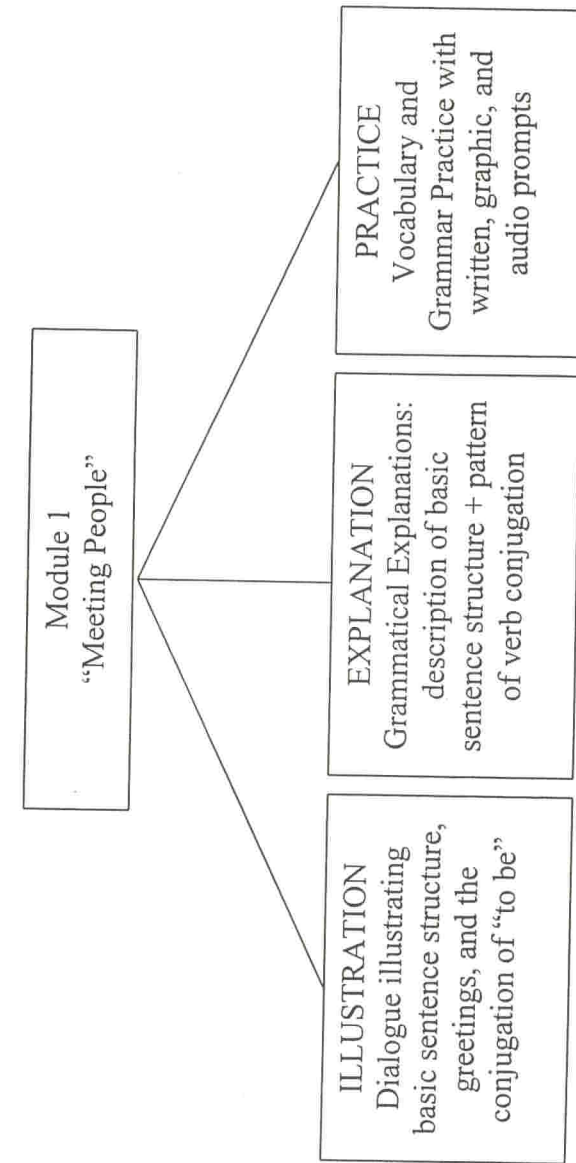 Module 1
“Meeting People”
ILLUSTRATION
Dialogue illustrating
basic sentence structure,
greetings, and the
conjugation of “to be”
EXPLANATION
Grammatical Explanations:
description of basic
sentence structure + pattern
of verb conjugation
PRACTICE
Vocabulary and
Grammar Practice with
written, graphic, and
audio prompts